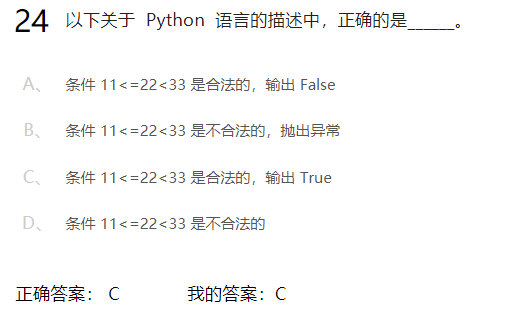 24 以下关于 Python 语言的描述中，正确的是______。
A、 条件 11<=22<33 是合法的，输出 False
B、 条件 11<=22<33 是不合法的，抛出异常
C、 条件 11<=22<33 是合法的，输出 True
D、 条件 11<=22<33 是不合法的
正确答案： C 我的答案：C